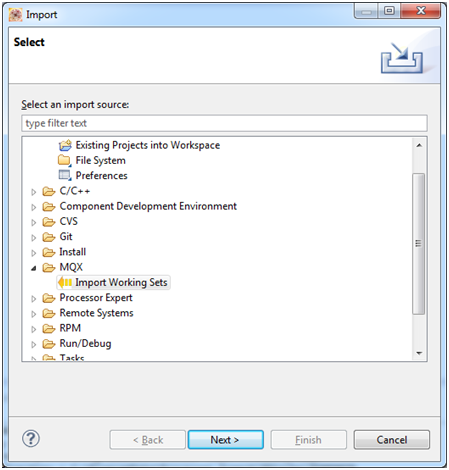 Import
Select
Select an import source:
type filter text
Existing Projects into Workspace
File System
Preferences
C/C++
Component Development Environment
CVS
Git
Install
MQX
Import Working Sets
Processor Expert
Remote Systems
RPM
Run/Debug
Tasks
< Back
Next >
Finish
Cancel